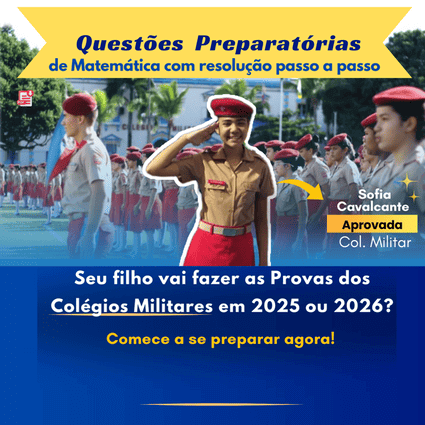 Questões Preparatórias
de Matemática com resolução passo a passo
Sofia
Cavalcante
Aprovada
Col. Militar
Seu filho vai fazer as Provas dos
Colégios Militares em 2025 ou 2026?
Comece a se preparar agora!